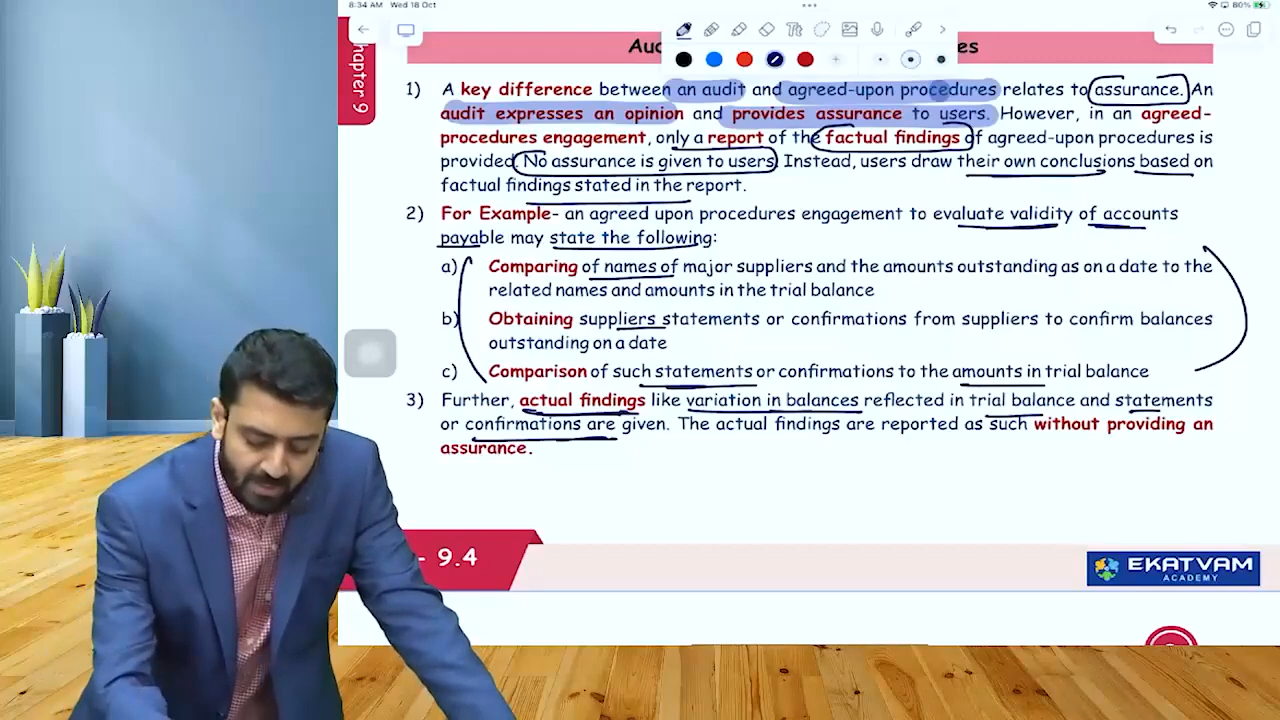 8:34 AM Wed 18 Oct
80%
Chapter 9
1) A key difference between an audit and agreed-upon procedures relates to assurance. An
audit expresses an opinion and provides assurance to users. However, in an agreed-
procedures engagement, only a report of the factual findings of agreed-upon procedures is
provided. No assurance is given to users. Instead, users draw their own conclusions based on
factual findings stated in the report.
2) For Example- an agreed upon procedures engagement to evaluate validity of accounts
payable may state the following:
a) Comparing of names of major suppliers and the amounts outstanding as on a date to the
related names and amounts in the trial balance
b) Obtaining suppliers statements or confirmations from suppliers to confirm balances
outstanding on a date
c) Comparison of such statements or confirmations to the amounts in trial balance
3) Further, actual findings like variation in balances reflected in trial balance and statements
or confirmations are given. The actual findings are reported as such without providing an
assurance.
- 9.4
EKATVAM
ACADEMY